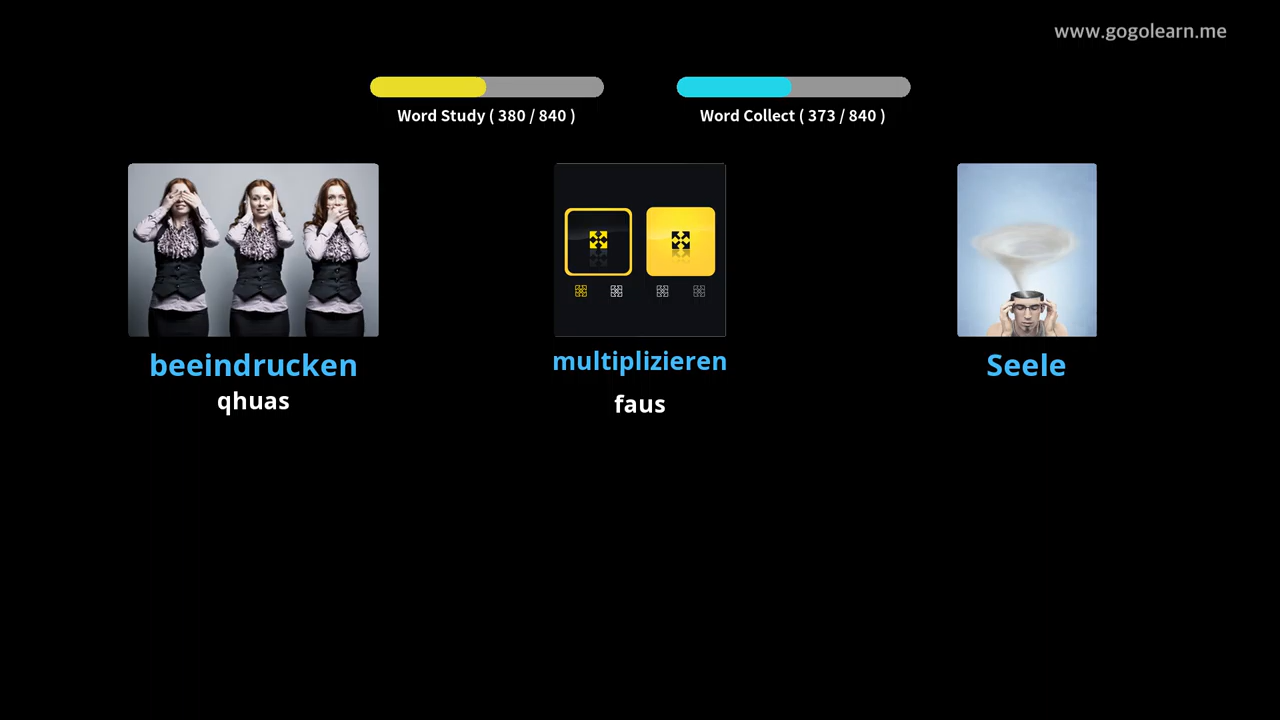 www.gogolearn.me
Word Study ( 380 / 840 )
Word Collect ( 373 / 840 )
beeindrucken
qhuas
multiplizieren
faus
Seele